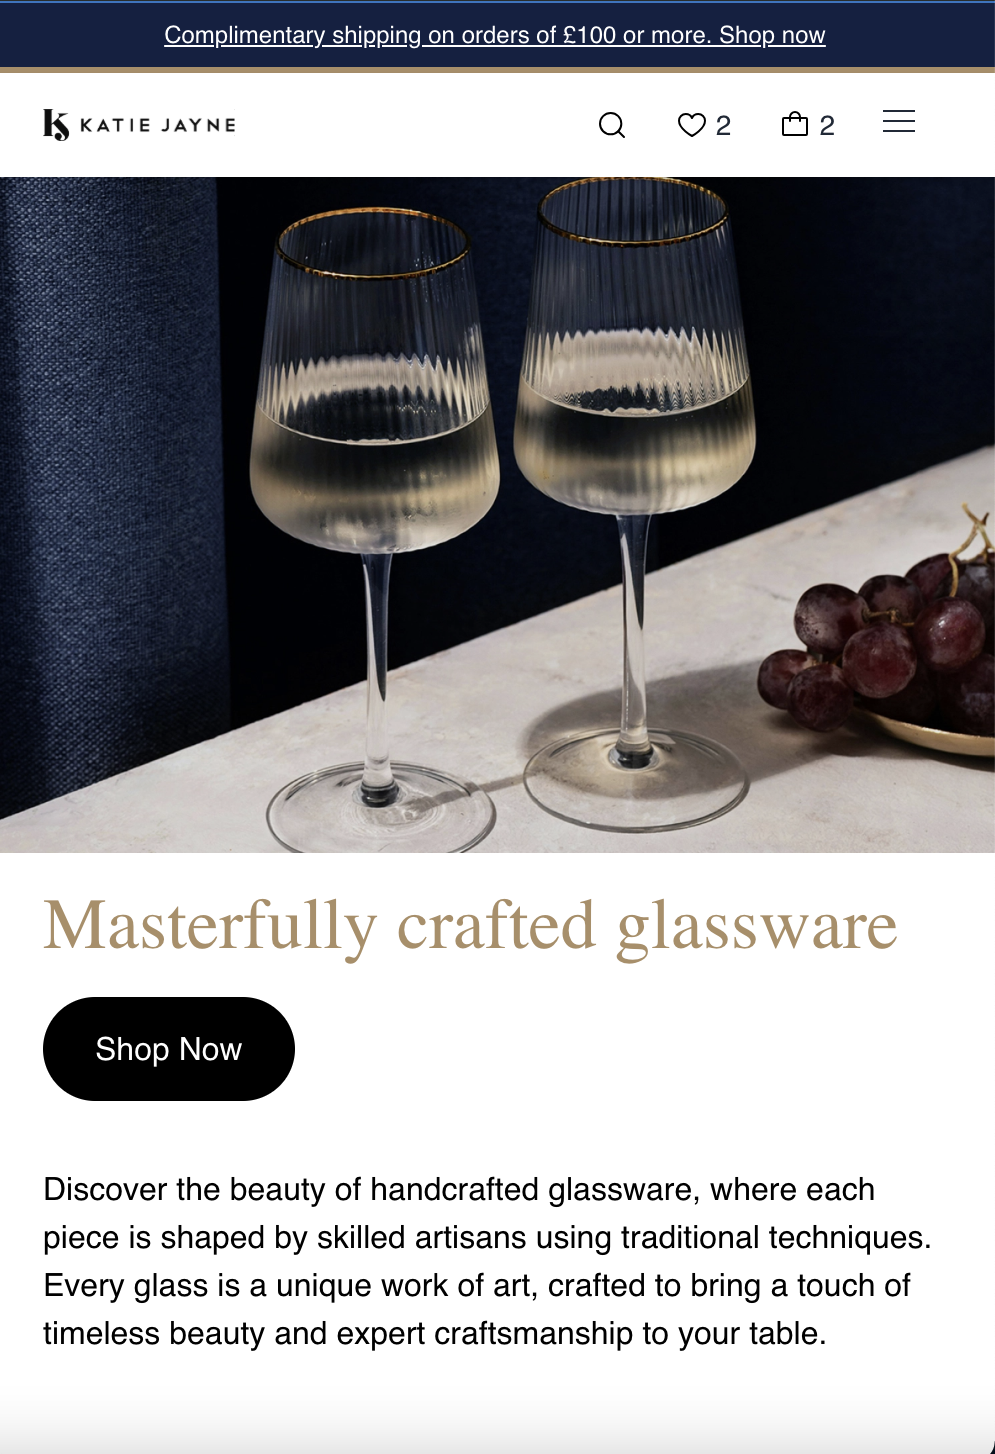 Complimentary shipping on orders of £100 or more. Shop now
KJ KATIE JAYNE
2
2
Masterfully crafted glassware
Shop Now
Discover the beauty of handcrafted glassware, where each
piece is shaped by skilled artisans using traditional techniques.
Every glass is a unique work of art, crafted to bring a touch of
timeless beauty and expert craftsmanship to your table.